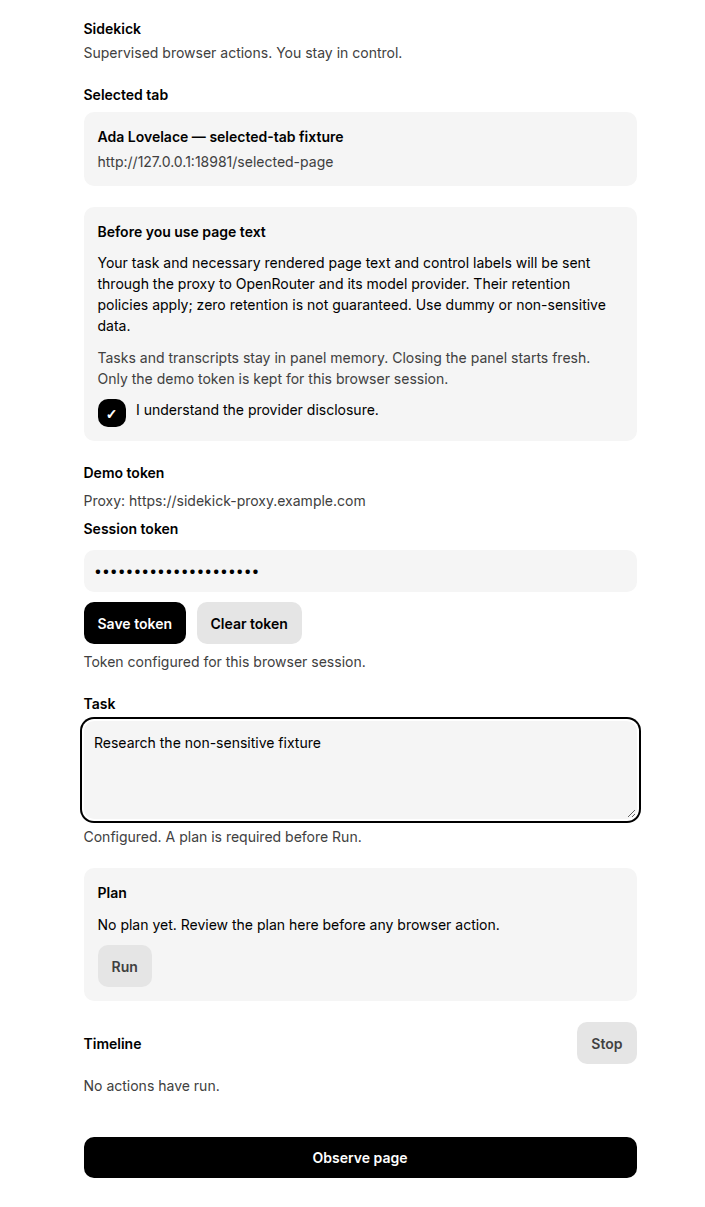 Sidekick
Supervised browser actions. You stay in control.
Selected tab
Ada Lovelace — selected-tab fixture
http://127.0.0.1:18981/selected-page
Before you use page text
Your task and necessary rendered page text and control labels will be sent
through the proxy to OpenRouter and its model provider. Their retention
policies apply; zero retention is not guaranteed. Use dummy or non-sensitive
data.
Tasks and transcripts stay in panel memory. Closing the panel starts fresh.
Only the demo token is kept for this browser session.
✓ I understand the provider disclosure.
Demo token
Proxy: https://sidekick-proxy.example.com
Session token
•••••••••••••••••••••
Save token Clear token
Token configured for this browser session.
Task
Research the non-sensitive fixture
Configured. A plan is required before Run.
Plan
No plan yet. Review the plan here before any browser action.
Run
Timeline Stop
No actions have run.
Observe page